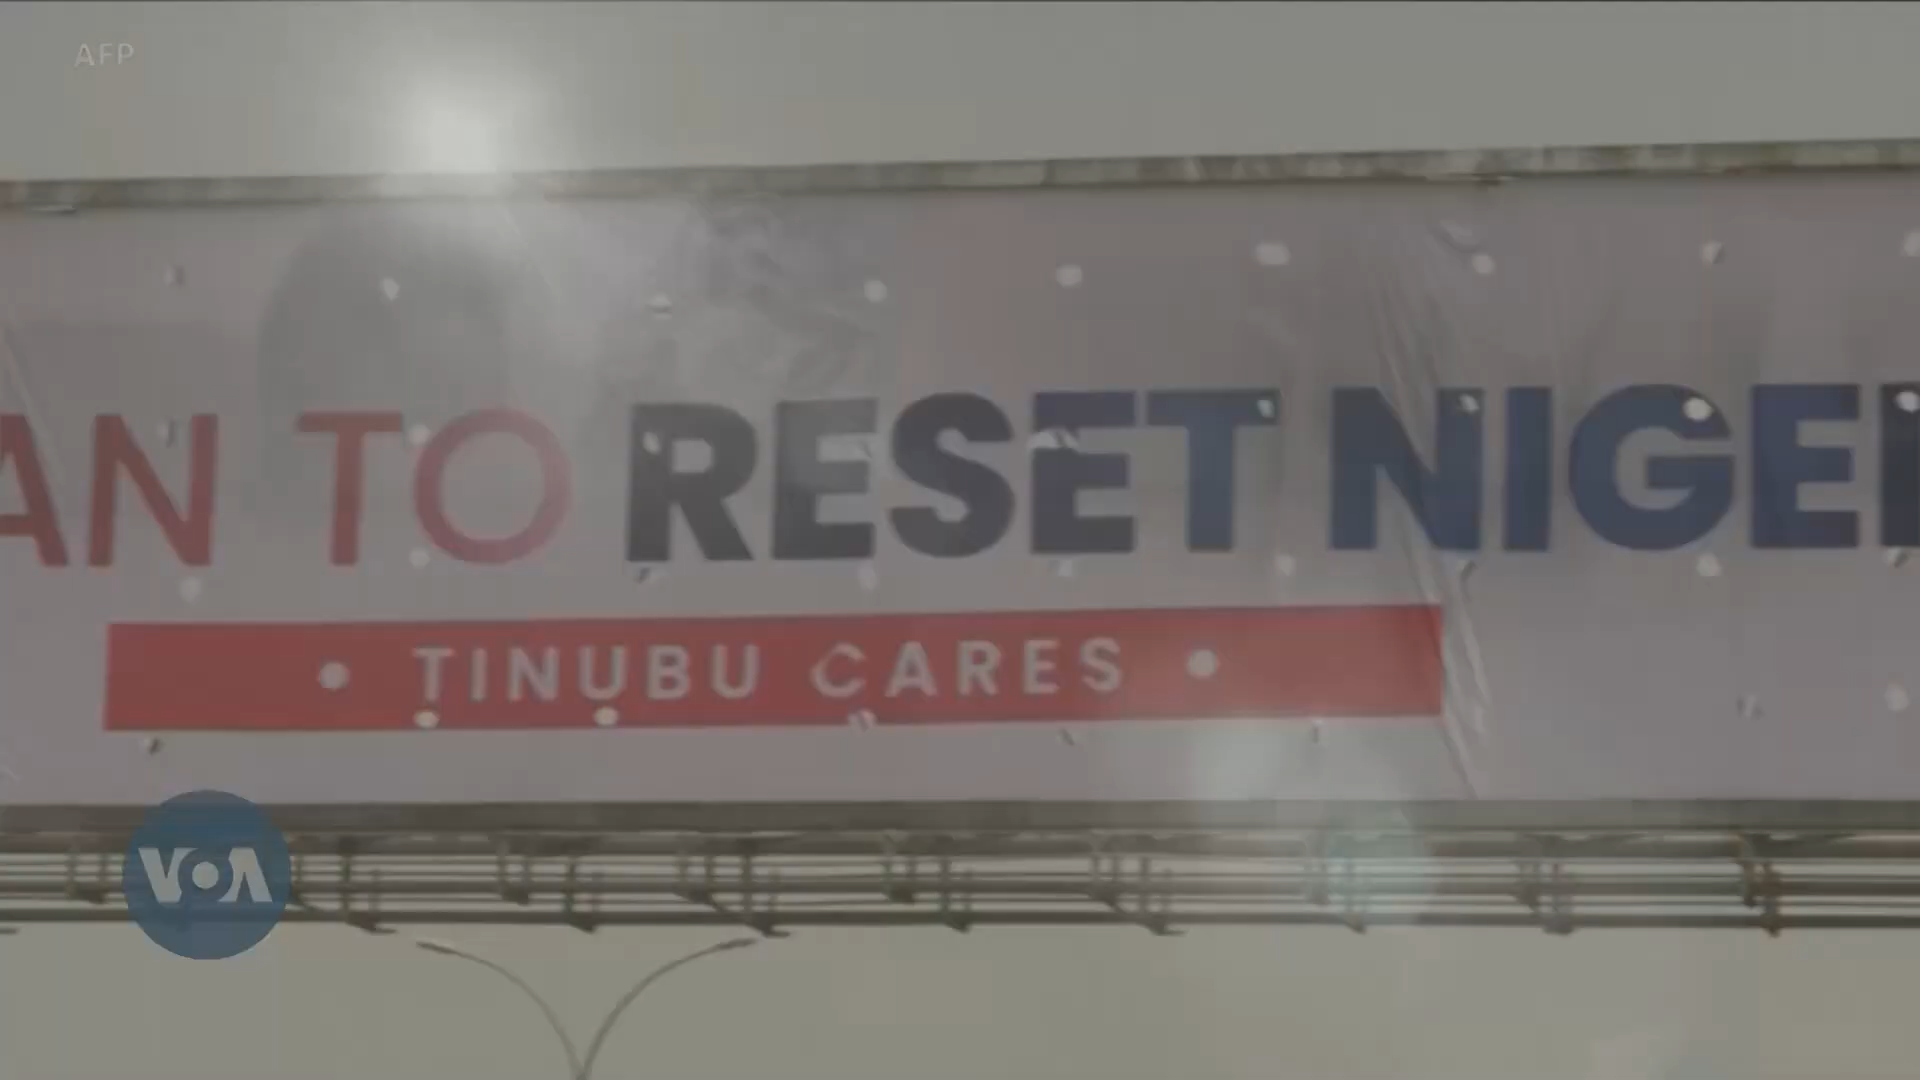 AFP
AN TO RESET NIGE
• TINUBU CARES •
VOA